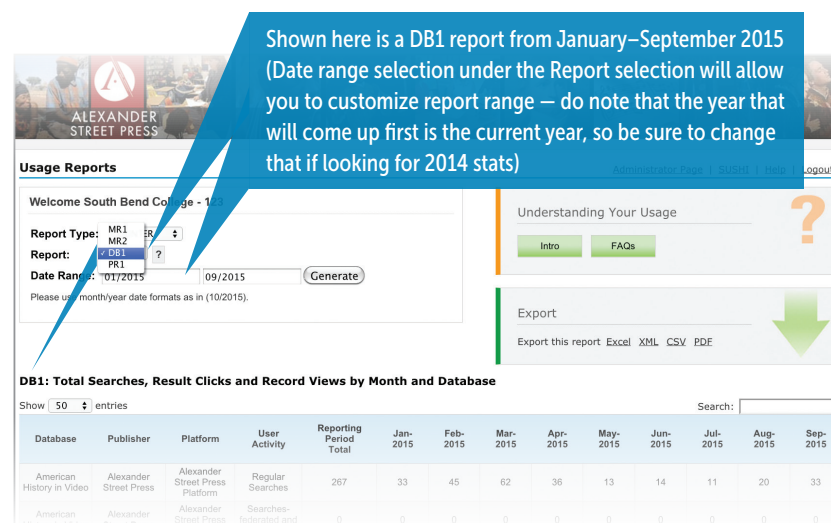 Shown here is a DB1 report from January–September 2015
(Date range selection under the Report selection will allow
you to customize report range — do note that the year that
will come up first is the current year, so be sure to change
that if looking for 2014 stats)
ALEXANDER
STREET PRESS
Usage Reports
Administrator Page | SUSHI | Help | Logout
Welcome South Bend College - 123
Report Type: ER
MR1
MR2
Report: ✓ DB1 ?
PR1
Date Range: 01/2015 09/2015 Generate
Please use month/year date formats as in (10/2015).
Understanding Your Usage
?
Intro FAQs
Export
Export this report Excel XML CSV PDF
DB1: Total Searches, Result Clicks and Record Views by Month and Database
Show 50 entries Search:
Database Publisher Platform User Activity Reporting Period Total Jan-2015 Feb-2015 Mar-2015 Apr-2015 May-2015 Jun-2015 Jul-2015 Aug-2015 Sep-2015
American History in Video Alexander Street Press Alexander Street Press Platform Regular Searches 267 33 45 62 36 13 14 11 20 33
American Alexander Alexander Street Press Searches-federated and 0 0 0 0 0 0 0 0 0 0